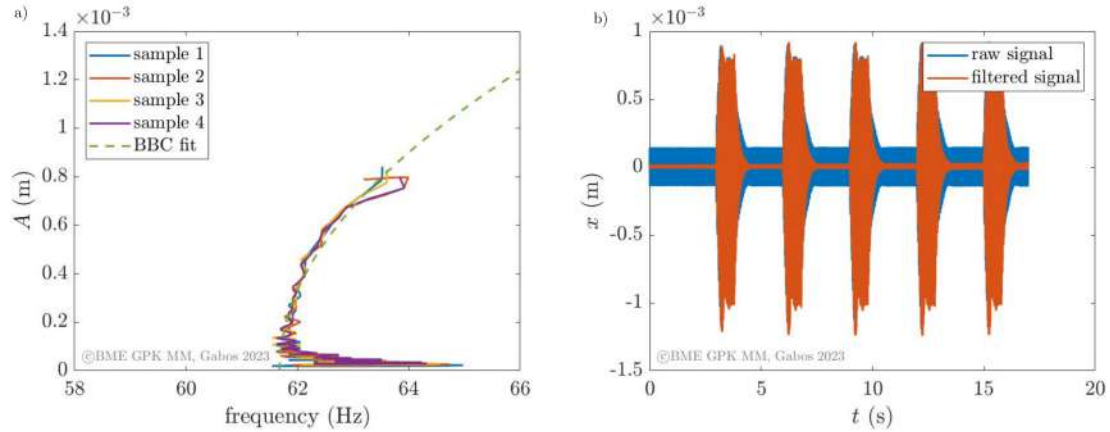 a)
×10⁻³
1.4
1.2
1
0.8
0.6
0.4
0.2
0
sample 1
sample 2
sample 3
sample 4
BBC fit
A (m)
©BME GPK MM, Gabos 2023
58 60 62 64 66
frequency (Hz)
b)
×10⁻³
1
0.5
0
-0.5
-1
-1.5
raw signal
filtered signal
x (m)
©BME GPK MM, Gabos 2023
0 5 10 15 20
t (s)